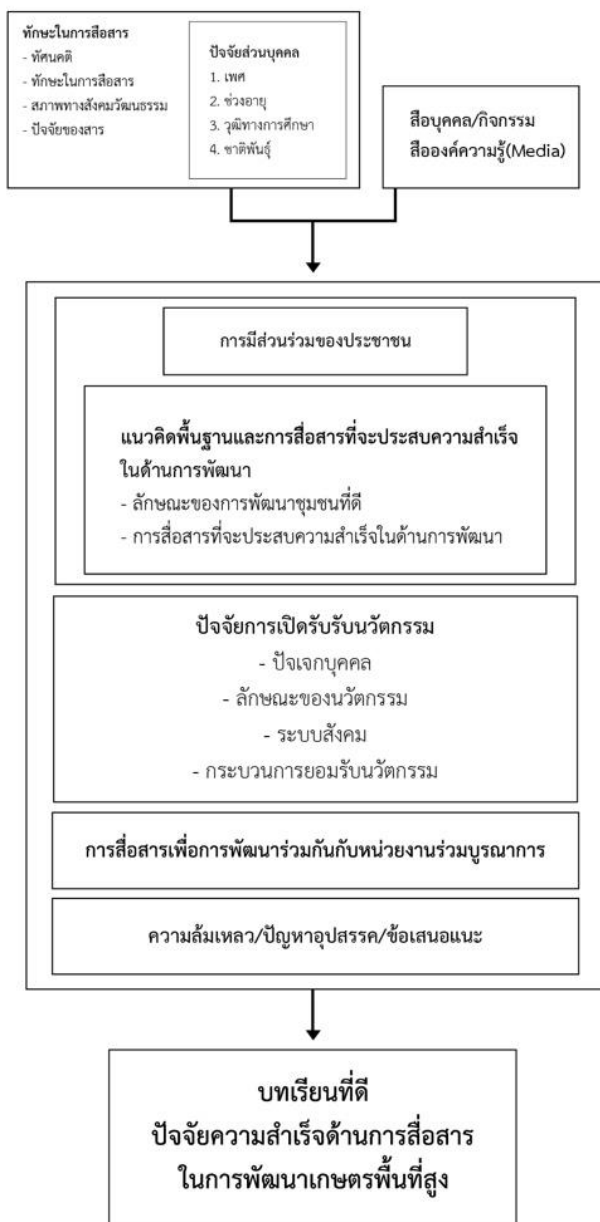 ทักษะในการสื่อสาร
- ทัศนคติ
- ทักษะในการสื่อสาร
- สภาพทางสังคมวัฒนธรรม
- ปัจจัยของสาร
ปัจจัยส่วนบุคคล
1. เพศ
2. ช่วงอายุ
3. วุฒิทางการศึกษา
4. ชาติพันธุ์
สื่อบุคคล/กิจกรรม
สื่อองค์ความรู้(Media)
การมีส่วนร่วมของประชาชน
แนวคิดพื้นฐานและการสื่อสารที่จะประสบความสำเร็จ
ในด้านการพัฒนา
- ลักษณะของการพัฒนาชุมชนที่ดี
- การสื่อสารที่จะประสบความสำเร็จในด้านการพัฒนา
ปัจจัยการเปิดรับรับนวัตกรรม
- ปัจเจกบุคคล
- ลักษณะของนวัตกรรม
- ระบบสังคม
- กระบวนการยอมรับนวัตกรรม
การสื่อสารเพื่อการพัฒนาร่วมกันกับหน่วยงานร่วมบูรณาการ
ความล้มเหลว/ปัญหาอุปสรรค/ข้อเสนอแนะ
บทเรียนที่ดี
ปัจจัยความสำเร็จด้านการสื่อสาร
ในการพัฒนาเกษตรพื้นที่สูง